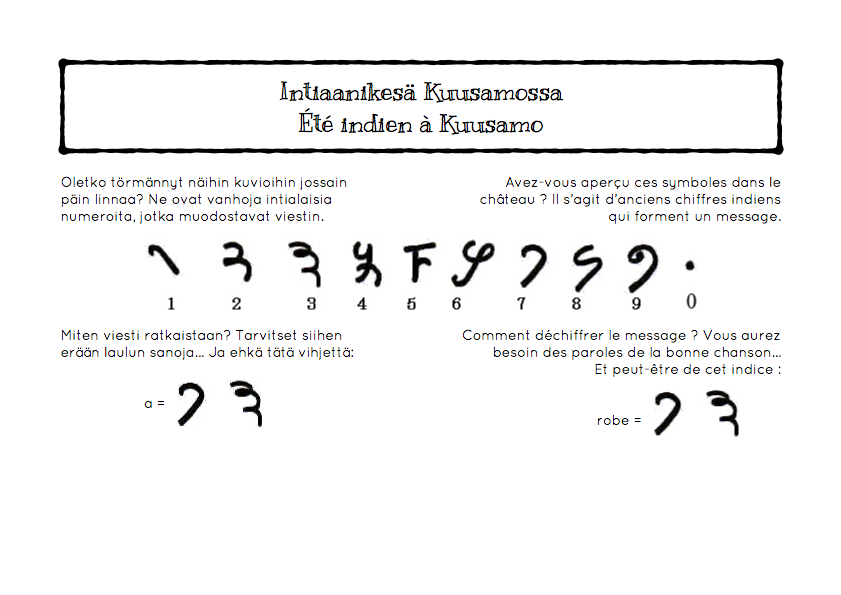 Intiaanikesä Kuusamossa
Été indien à Kuusamo
Oletko törmännyt näihin kuvioihin jossain
päin linnaa? Ne ovat vanhoja intialaisia
numeroita, jotka muodostavat viestin.
Avez-vous aperçu ces symboles dans le
château ? Il s'agit d'anciens chiffres indiens
qui forment un message.
1 2 3 4 5 6 7 8 9 0
Miten viesti ratkaistaan? Tarvitset siihen
erään laulun sanoja... Ja ehkä tätä vihjettä:
a =
Comment déchiffrer le message ? Vous aurez
besoin des paroles de la bonne chanson...
Et peut-être de cet indice :
robe =